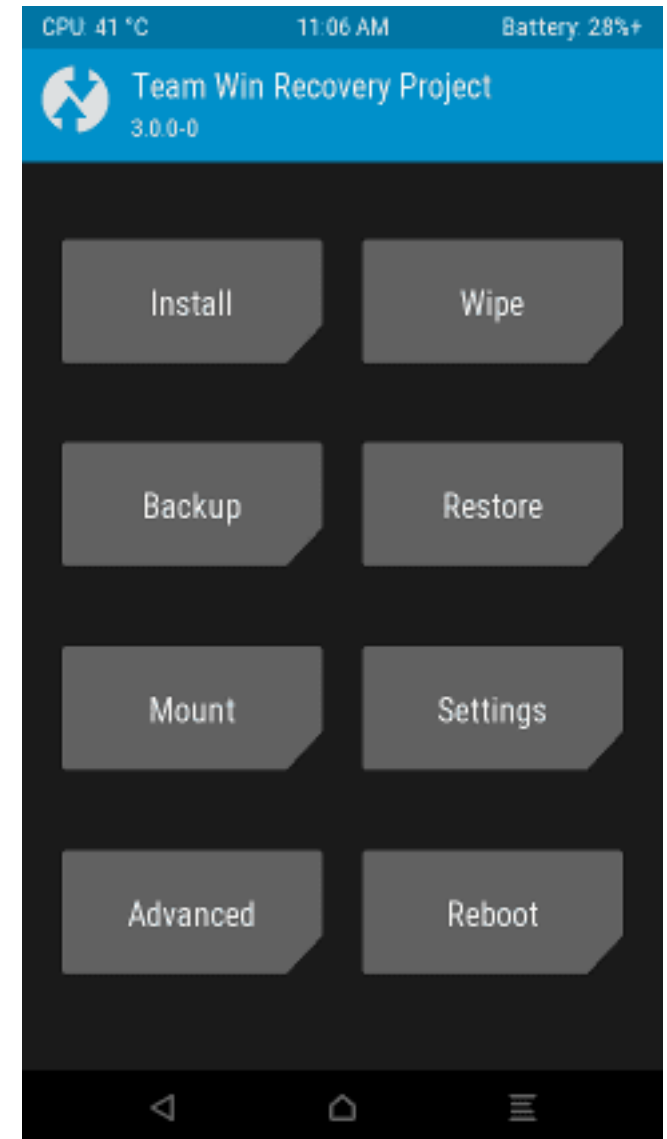 CPU: 41 °C 11:06 AM Battery: 28%+
Team Win Recovery Project
3.0.0-0
Install Wipe
Backup Restore
Mount Settings
Advanced Reboot